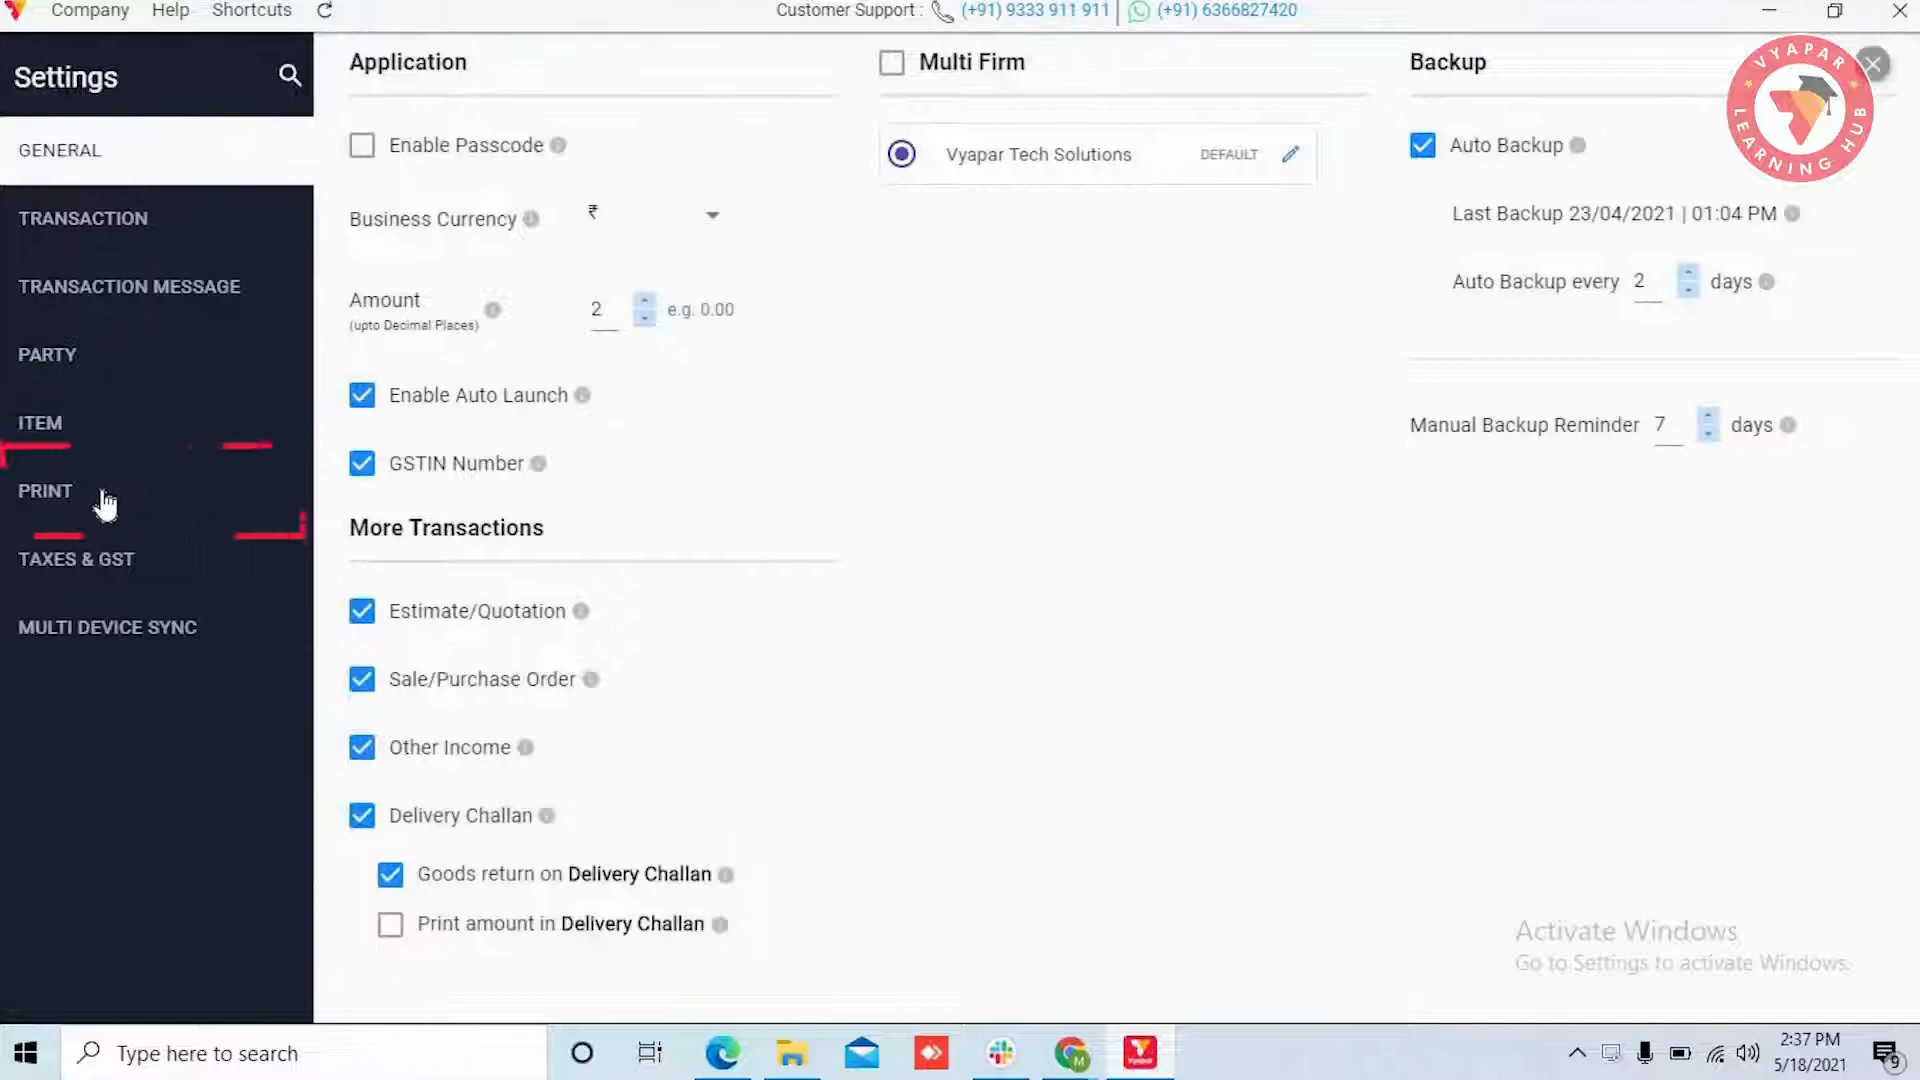 Company Help Shortcuts
Customer Support : (+91) 9333 911 911 | (+91) 6366827420
VYAPAR
LEARNING HUB
Settings
GENERAL
TRANSACTION
TRANSACTION MESSAGE
PARTY
ITEM
PRINT
TAXES & GST
MULTI DEVICE SYNC
Application
Enable Passcode
Business Currency ₹
Amount
(upto Decimal Places)
2 e.g. 0.00
Enable Auto Launch
GSTIN Number
More Transactions
Estimate/Quotation
Sale/Purchase Order
Other Income
Delivery Challan
Goods return on Delivery Challan
Print amount in Delivery Challan
Multi Firm
Vyapar Tech Solutions DEFAULT
Backup
Auto Backup
Last Backup 23/04/2021 | 01:04 PM
Auto Backup every 2 days
Manual Backup Reminder 7 days
Activate Windows
Go to Settings to activate Windows.
Type here to search
2:37 PM
5/18/2021
9